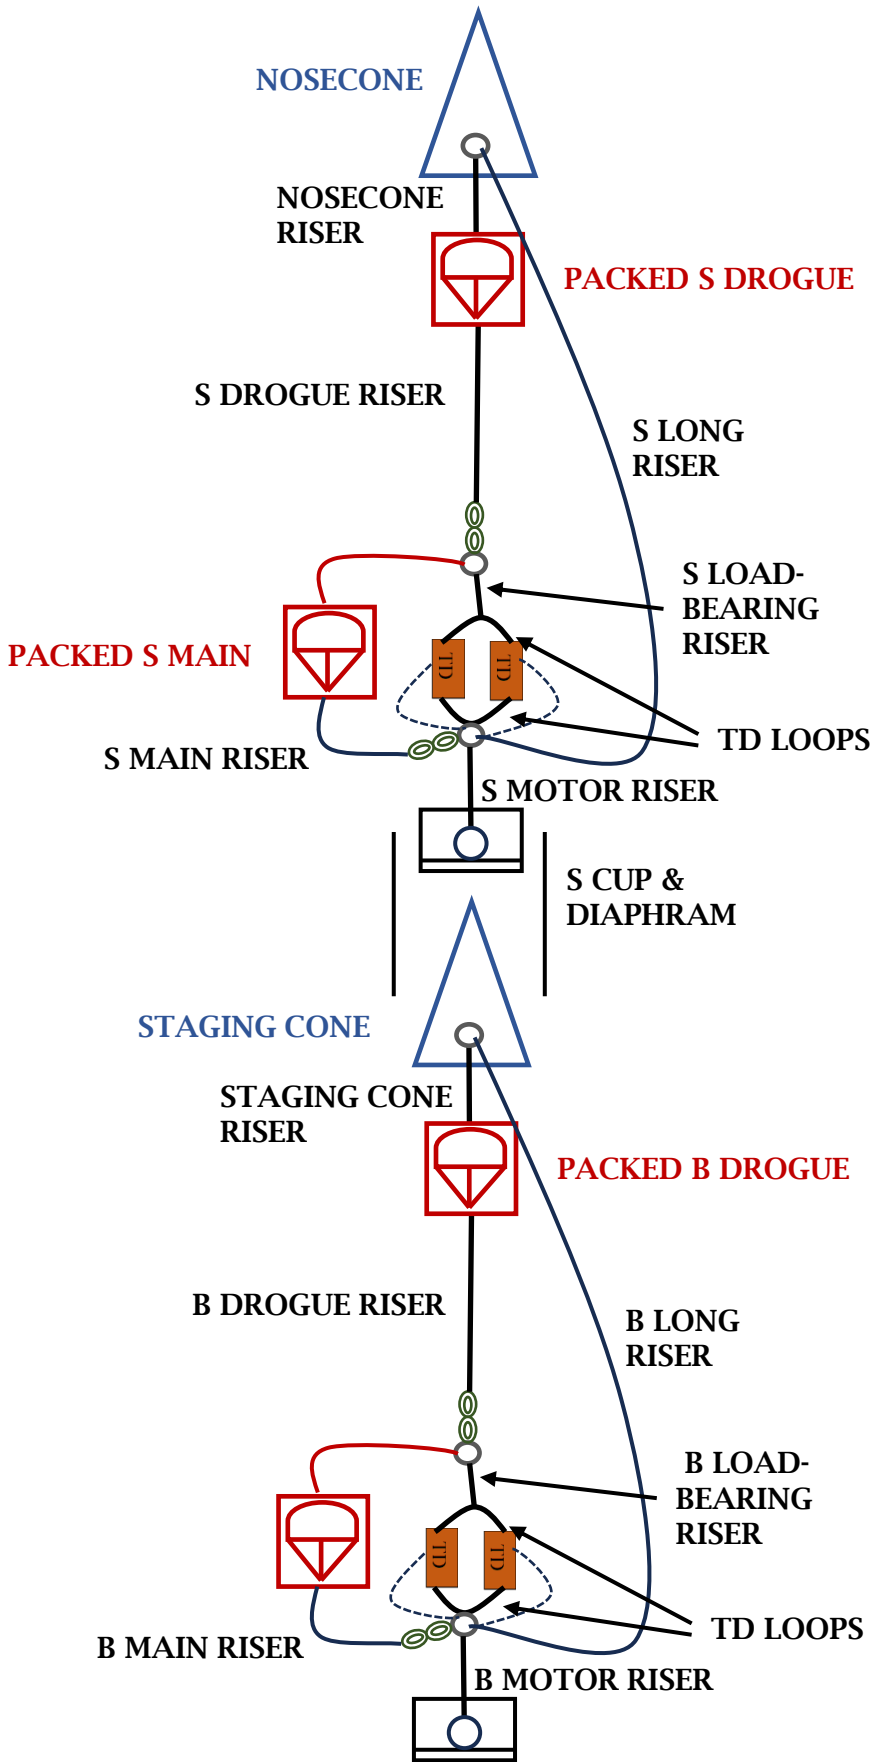 NOSECONE
NOSECONE
RISER
PACKED S DROGUE
S DROGUE RISER
S LONG
RISER
S LOAD-
BEARING
RISER
PACKED S MAIN
TD
TD
TD LOOPS
S MAIN RISER
S MOTOR RISER
S CUP &
DIAPHRAM
STAGING CONE
STAGING CONE
RISER
PACKED B DROGUE
B DROGUE RISER
B LONG
RISER
B LOAD-
BEARING
RISER
TD
TD
TD LOOPS
B MAIN RISER
B MOTOR RISER